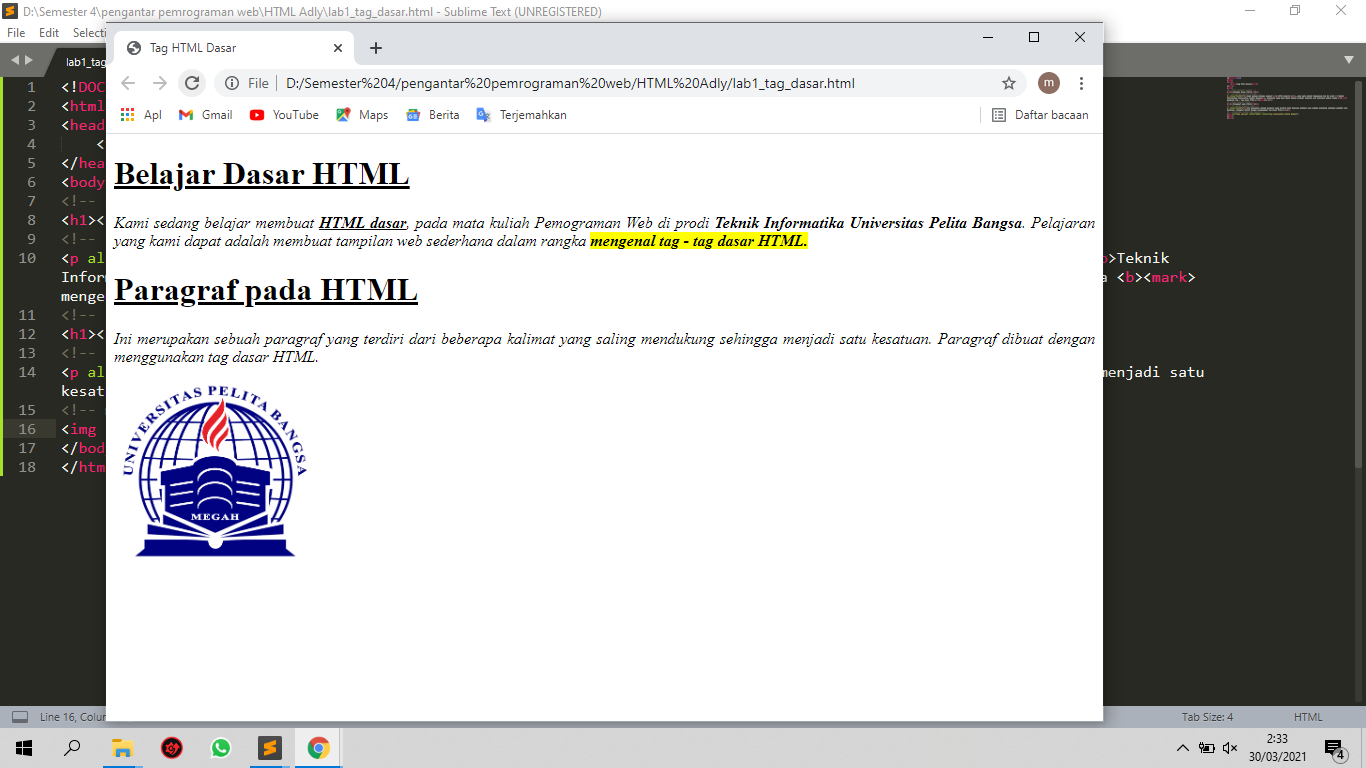 D:\Semester 4\pengantar pemrograman web\HTML Adly\lab1_tag_dasar.html - Sublime Text (UNREGISTERED)
File Edit
Tag HTML Dasar
File D:/Semester%204/pengantar%20pemrograman%20web/HTML%20Adly/lab1_tag_dasar.html m
Apl Gmail YouTube Maps Berita Terjemahkan Daftar bacaan
Belajar Dasar HTML
Kami sedang belajar membuat HTML dasar, pada mata kuliah Pemograman Web di prodi Teknik Informatika Universitas Pelita Bangsa. Pelajaran
yang kami dapat adalah membuat tampilan web sederhana dalam rangka mengenal tag - tag dasar HTML.
Paragraf pada HTML
Ini merupakan sebuah paragraf yang terdiri dari beberapa kalimat yang saling mendukung sehingga menjadi satu kesatuan. Paragraf dibuat dengan
menggunakan tag dasar HTML.
UNIVERSITAS PELITA BANGSA
MEGAH
1 <!DOC
2 <html
3 <head
4 <
5 </hea
6 <body
7 <!--
8 <h1><
9 <!--
10 <p al >Teknik
Infor a <b><mark>
menge
11 <!--
12 <h1><
13 <!--
14 <p al menjadi satu
kesat
15 <!--
16 <img
17 </bod
18 </htm
Line 16, Tab Size: 4 HTML
2:33
30/03/2021
4